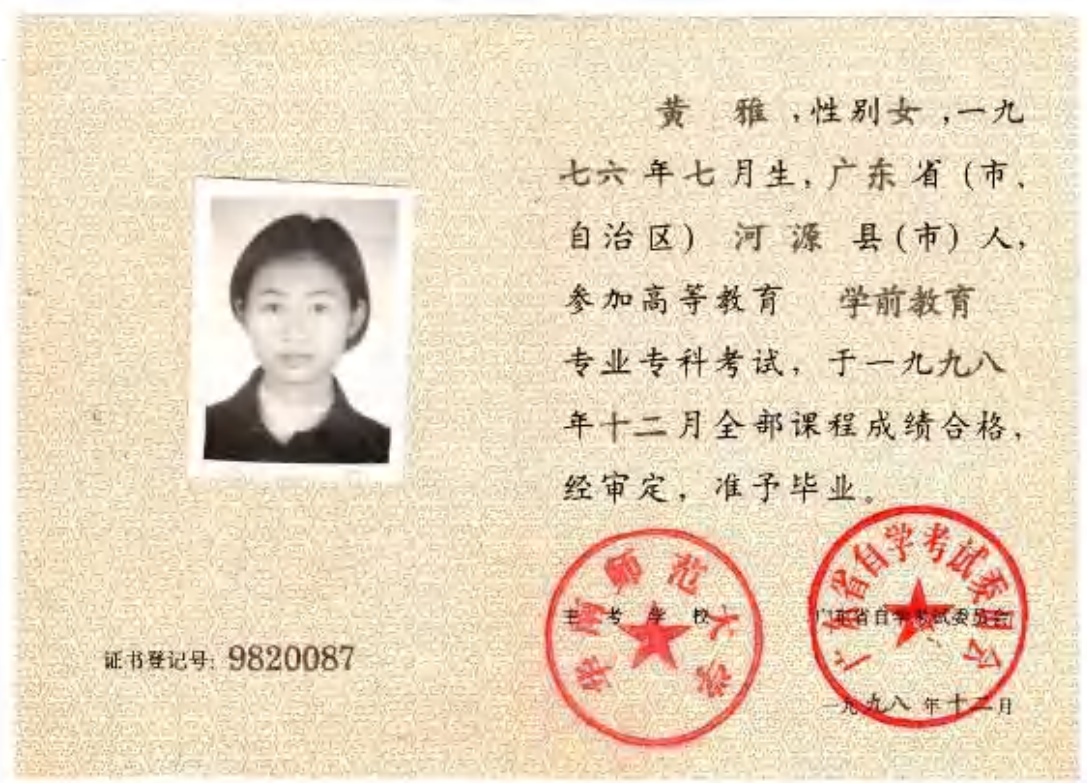 黄 雅,性别女,一九
七六年七月生,广东省(市、
自治区) 河源 县(市)人,
参加高等教育 学前教育
专业专科考试,于一九九八
年十二月全部课程成绩合格,
经审定,准予毕业。
华南师范大学
主考学校
广东省自学考试委员会
广东省自学考试委员会
一九九八年十二月
证书登记号: 9820087